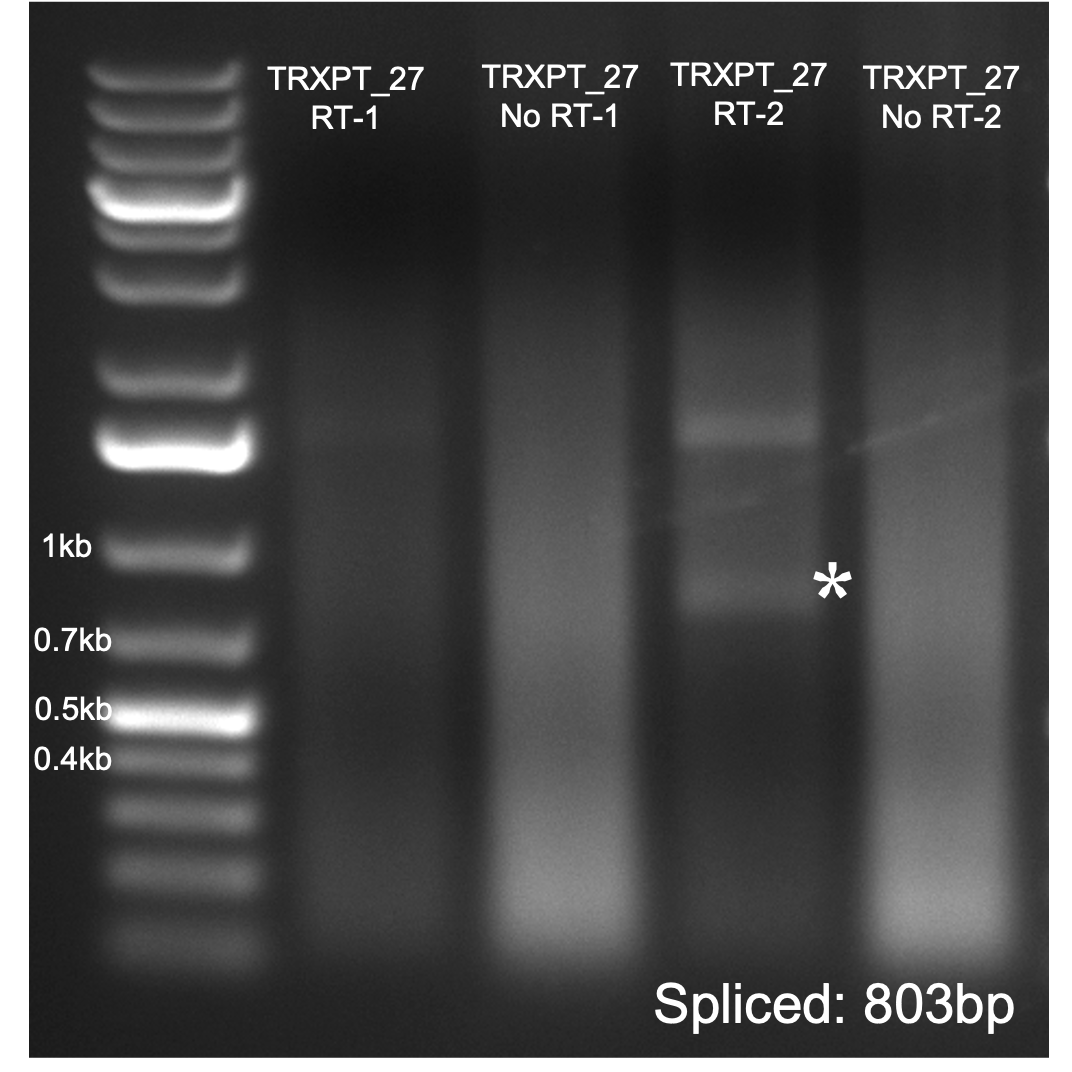 TRXPT_27
RT-1
TRXPT_27
No RT-1
TRXPT_27
RT-2
TRXPT_27
No RT-2
1kb
0.7kb
0.5kb
0.4kb
*
Spliced: 803bp